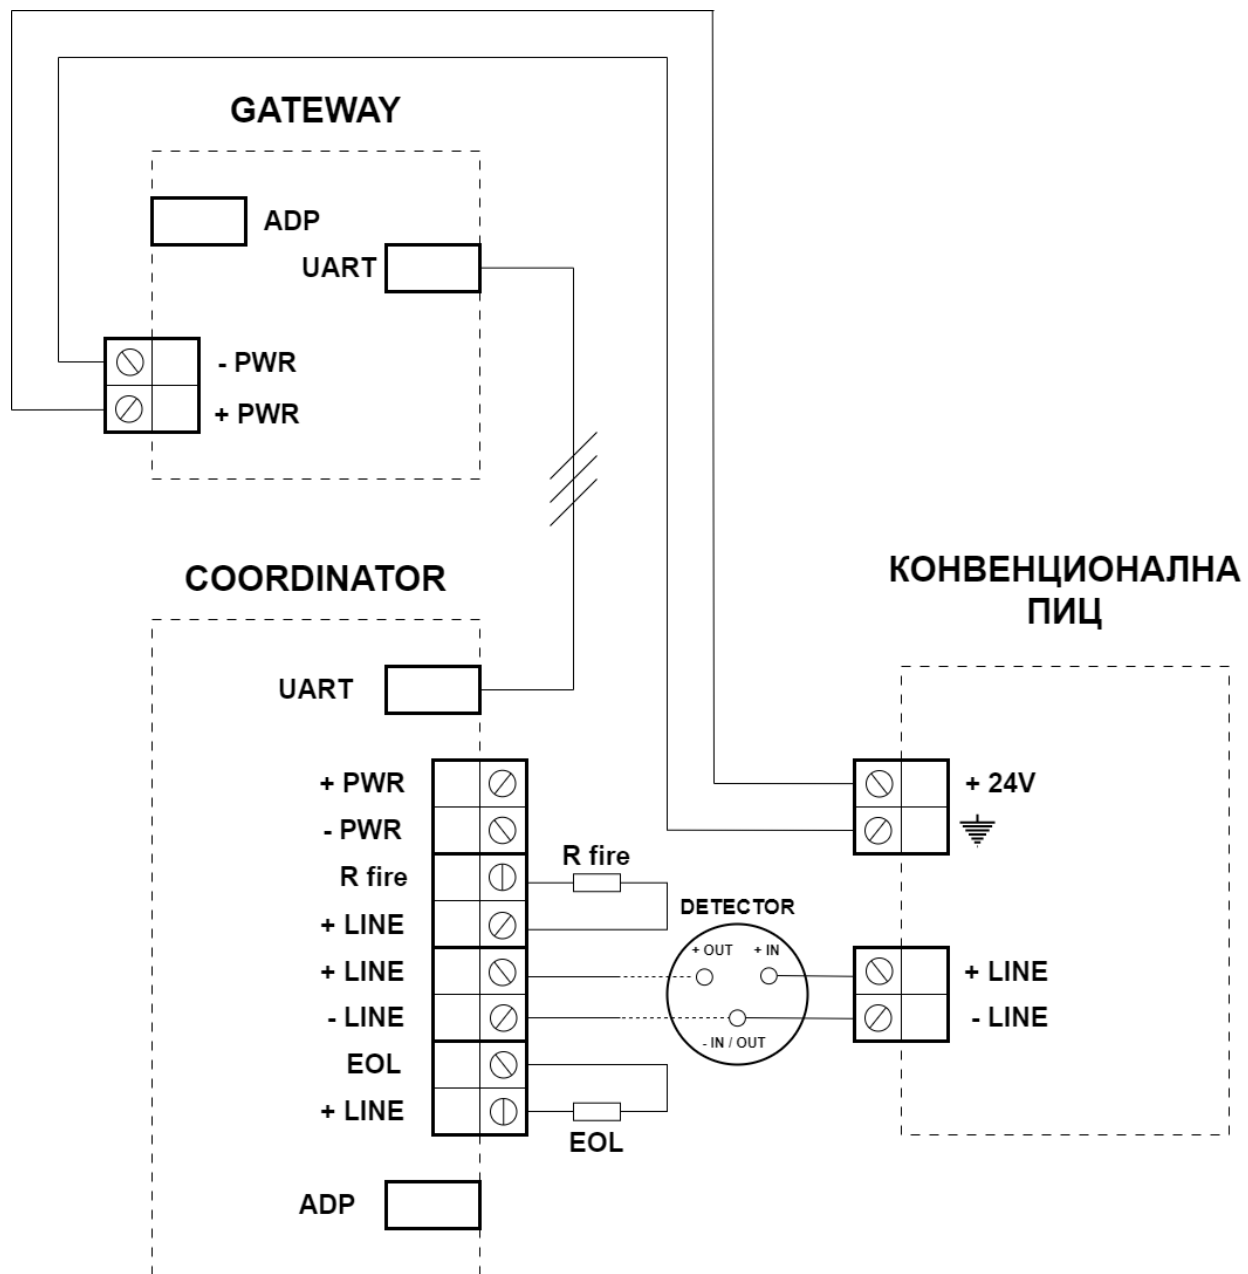 GATEWAY
ADP
UART
- PWR
+ PWR
COORDINATOR
UART
+ PWR
- PWR
R fire
+ LINE
+ LINE
- LINE
EOL
+ LINE
ADP
R fire
DETECTOR
+ OUT
+ IN
- IN / OUT
EOL
КОНВЕНЦИОНАЛНА
ПИЦ
+ 24V
+ LINE
- LINE